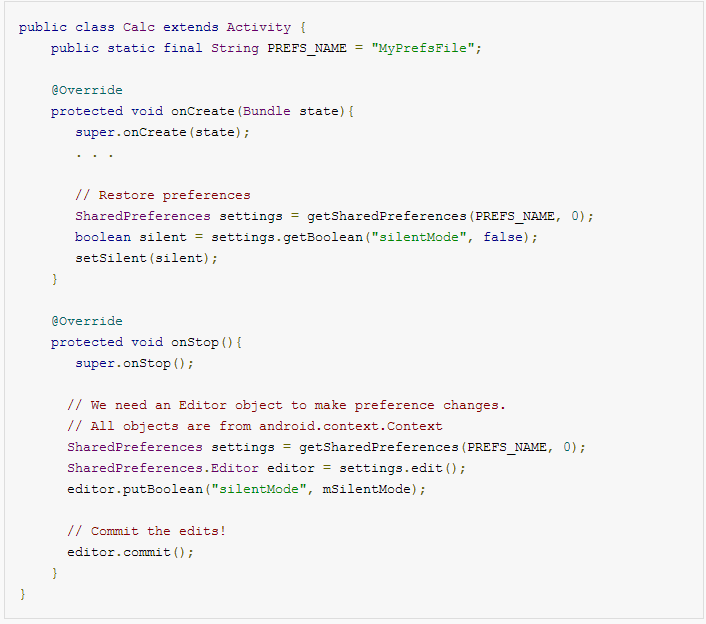 public class Calc extends Activity {
    public static final String PREFS_NAME = "MyPrefsFile";
    @Override
    protected void onCreate(Bundle state){
       super.onCreate(state);
       . . .
       // Restore preferences
       SharedPreferences settings = getSharedPreferences(PREFS_NAME, 0);
       boolean silent = settings.getBoolean("silentMode", false);
       setSilent(silent);
    }
    @Override
    protected void onStop(){
       super.onStop();
      // We need an Editor object to make preference changes.
      // All objects are from android.context.Context
      SharedPreferences settings = getSharedPreferences(PREFS_NAME, 0);
      SharedPreferences.Editor editor = settings.edit();
      editor.putBoolean("silentMode", mSilentMode);
      // Commit the edits!
      editor.commit();
    }
}